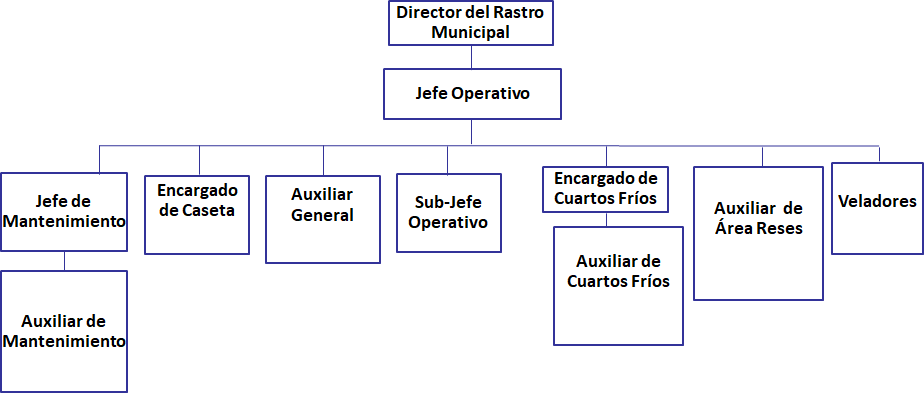 Director del Rastro
Municipal
Jefe Operativo
Jefe de
Mantenimiento
Encargado
de Caseta
Auxiliar
General
Sub-Jefe
Operativo
Encargado de
Cuartos Fríos
Auxiliar de
Área Reses
Veladores
Auxiliar de
Mantenimiento
Auxiliar de
Cuartos Fríos